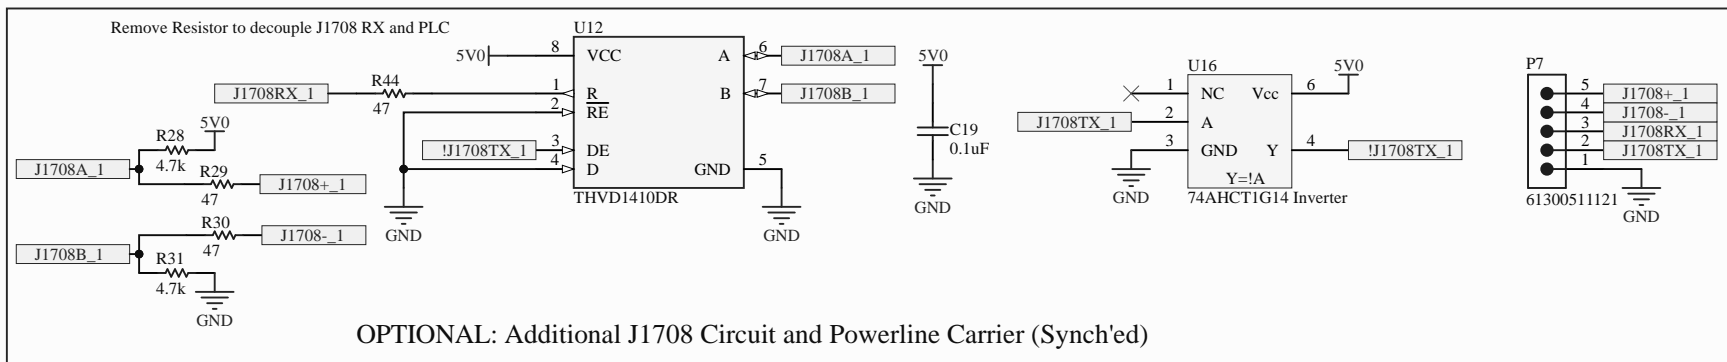 Remove Resistor to decouple J1708 RX and PLC
J1708RX_1
R44
47
J1708A_1
R28
4.7k
5V0
R29
47
J1708+_1
J1708B_1
R30
47
J1708-_1
R31
4.7k
GND
GND
U12
5V0
8 VCC
1 R
2 RE
!J1708TX_1 3 DE
4 D
A 6 J1708A_1
B 7 J1708B_1
GND 5
THVD1410DR
GND
5V0
C19
0.1uF
GND
U16
1 NC
J1708TX_1 2 A
3 GND
Vcc 6 5V0
Y 4 !J1708TX_1
Y=!A
74AHCT1G14 Inverter
GND
P7
5 J1708+_1
4 J1708-_1
3 J1708RX_1
2 J1708TX_1
1
61300511121
GND
OPTIONAL: Additional J1708 Circuit and Powerline Carrier (Synch'ed)